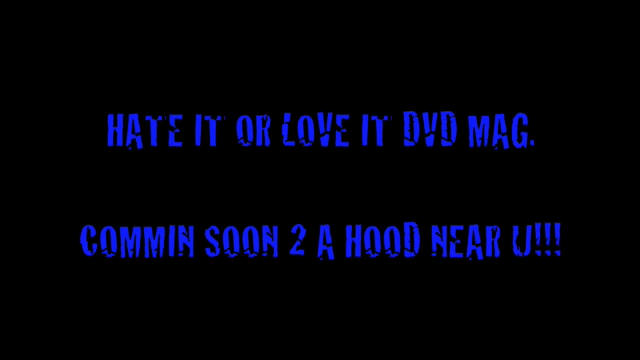 HATE IT OR LOVE IT DVD MAG.
COMMIN SOON 2 A HOOD NEAR U!!!